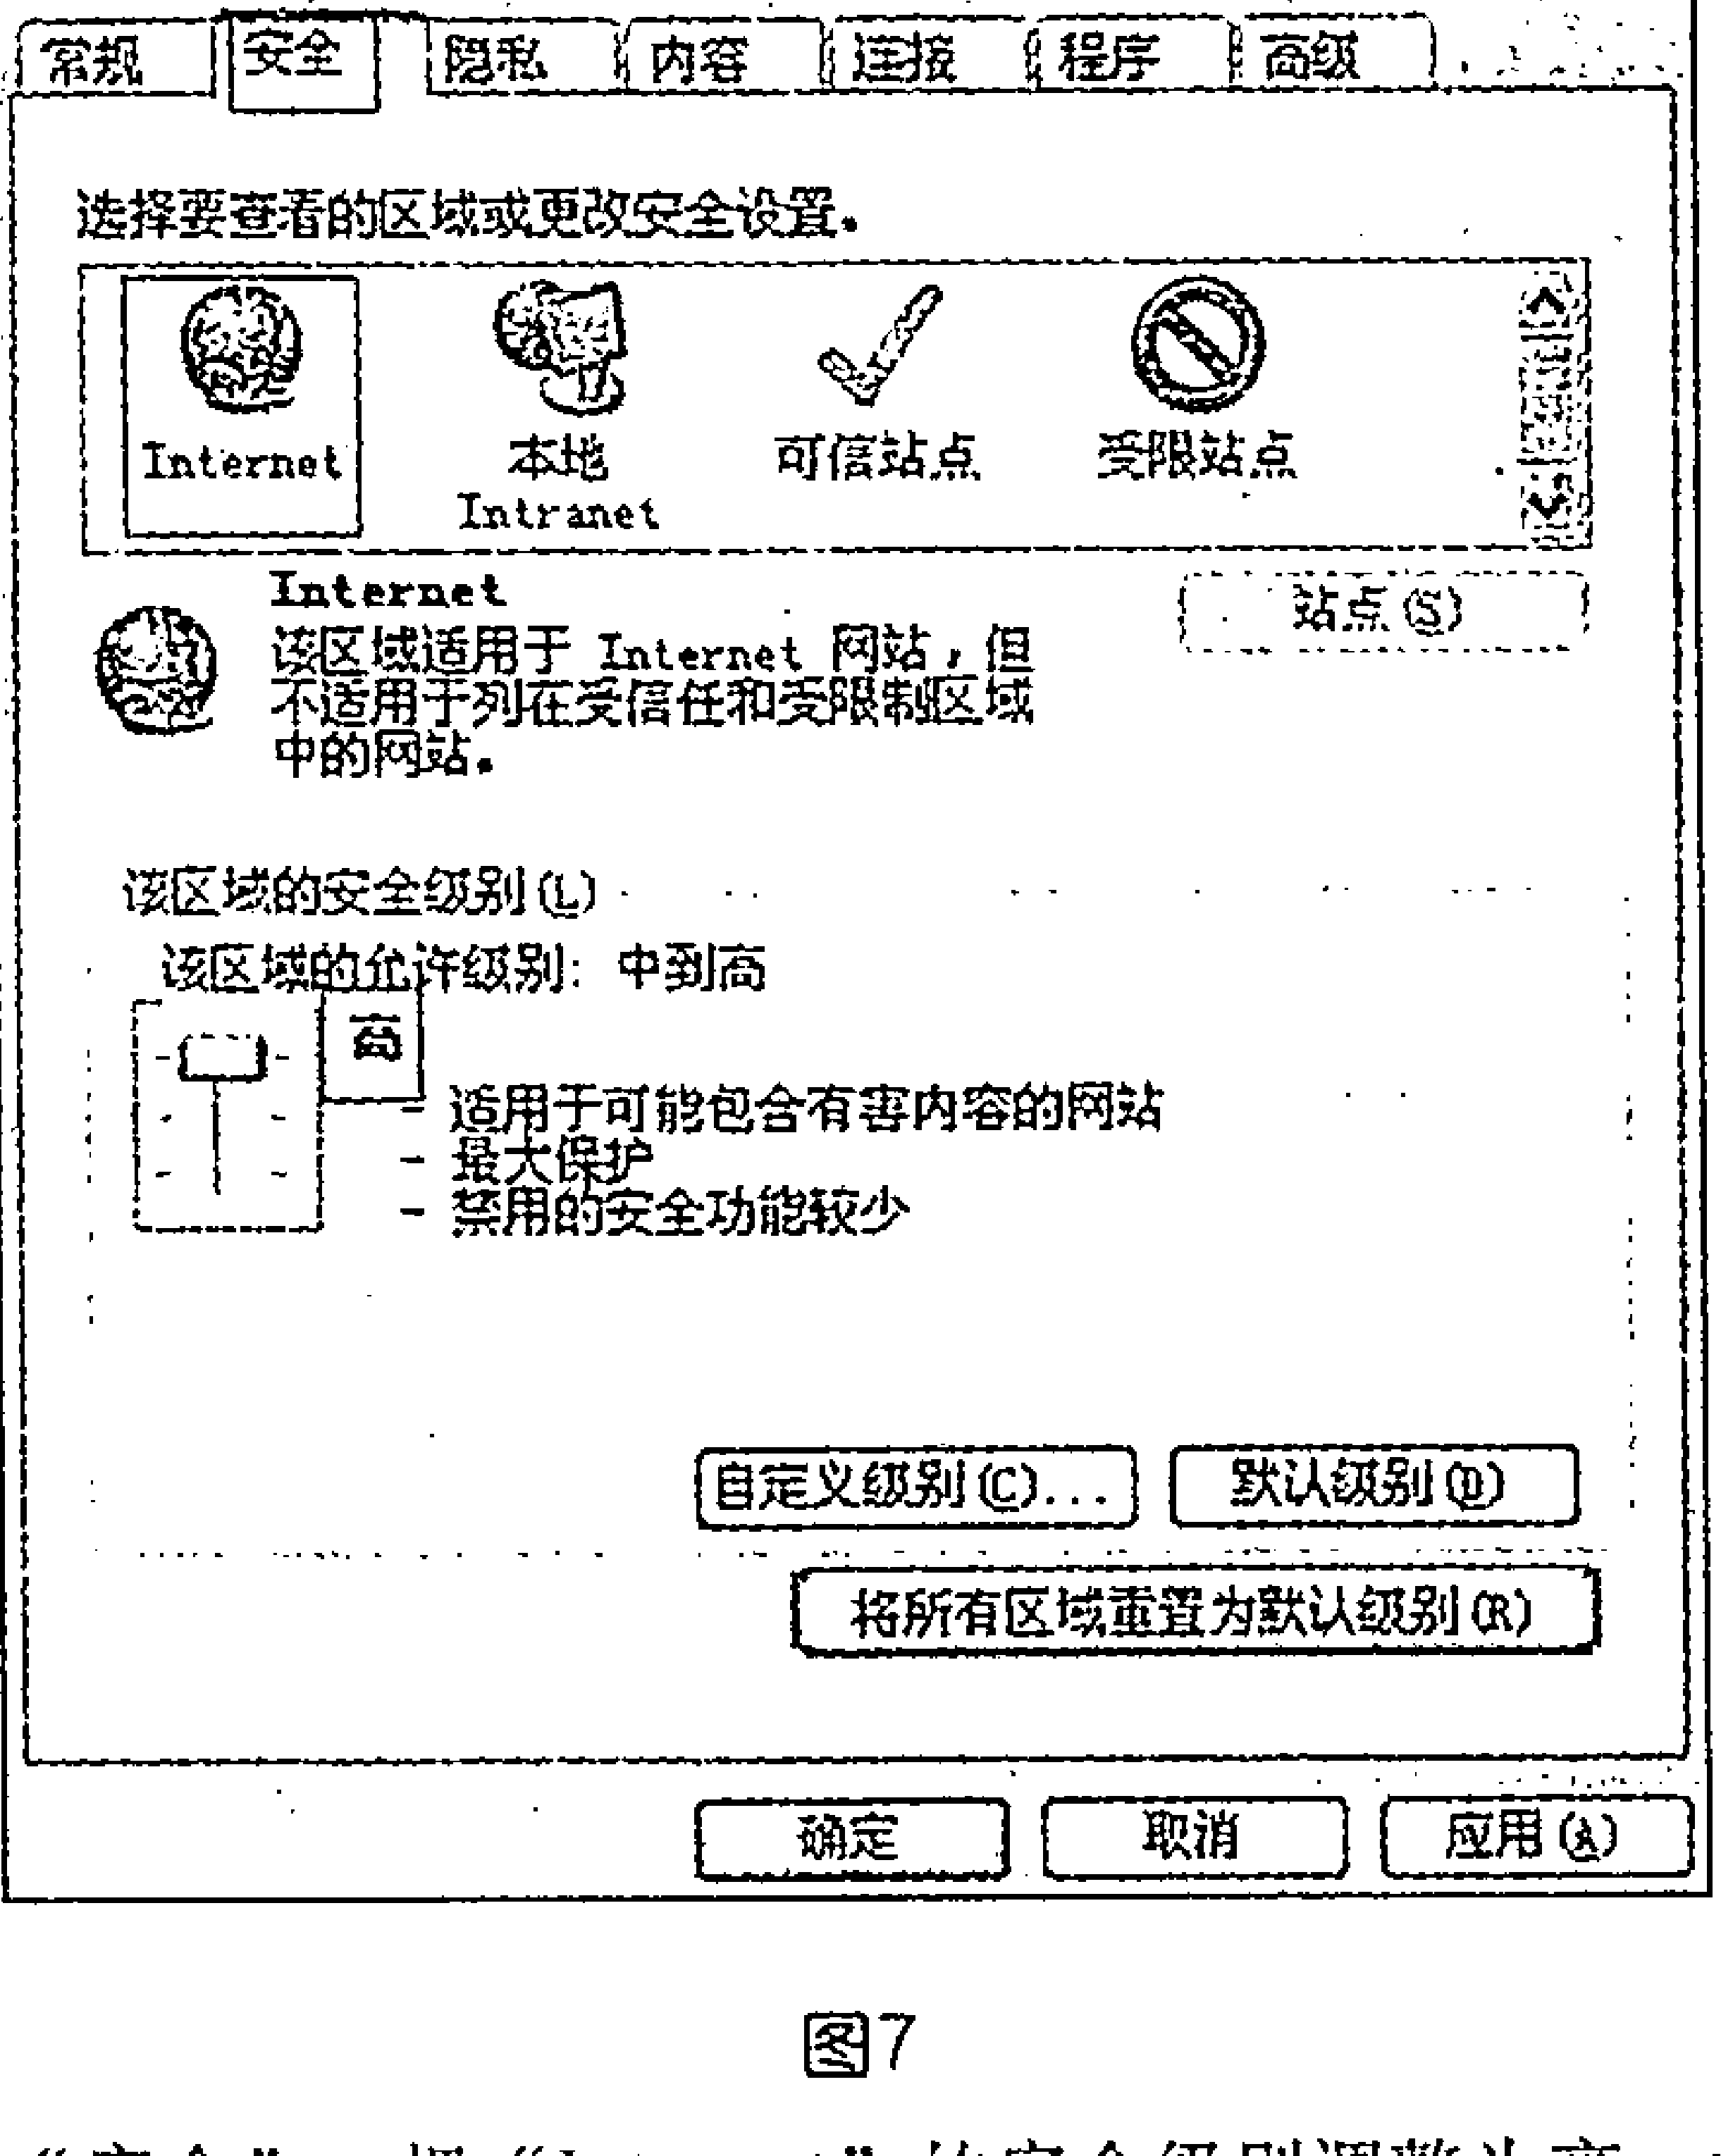 常规 安全 隐私 内容 连接 程序 高级
选择要查看的区域或更改安全设置。
Internet 本地 可信站点 受限站点
Intranet
Internet
站点(S)
该区域适用于 Internet 网站，但
不适用于列在受信任和受限制区域
中的网站。
该区域的安全级别(L)
该区域的允许级别：中到高
高
- 适用于可能包含有害内容的网站
- 最大保护
- 禁用的安全功能较少
自定义级别(C)... 默认级别(D)
将所有区域重置为默认级别(R)
确定 取消 应用(A)
图7